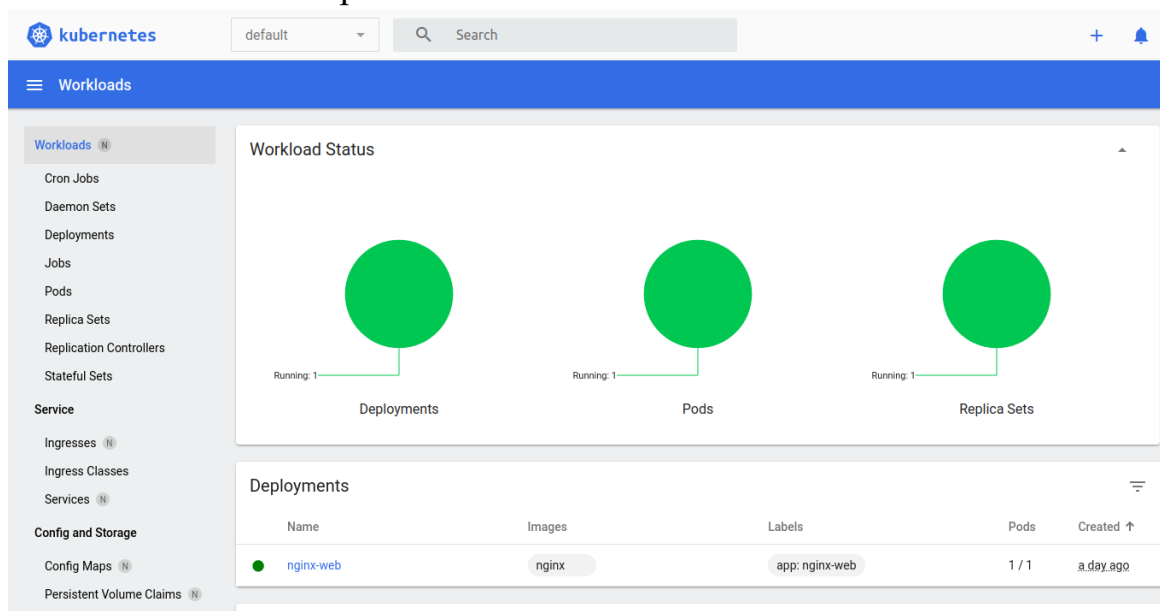 kubernetes
default
Search
Workloads
Workloads N
Cron Jobs
Daemon Sets
Deployments
Jobs
Pods
Replica Sets
Replication Controllers
Stateful Sets
Service
Ingresses N
Ingress Classes
Services N
Config and Storage
Config Maps N
Persistent Volume Claims N
Workload Status
Running: 1
Deployments
Running: 1
Pods
Running: 1
Replica Sets
Deployments
Name Images Labels Pods Created ↑
nginx-web nginx app: nginx-web 1 / 1 a day ago